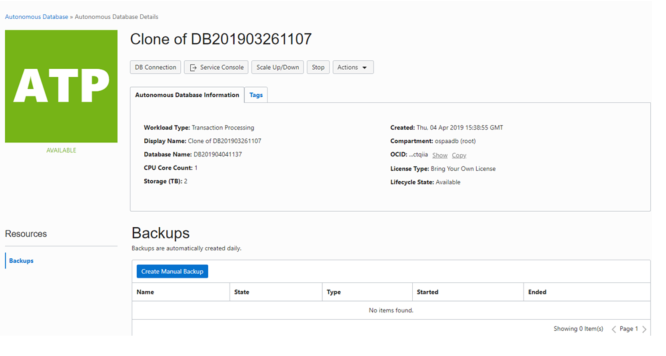 Autonomous Database » Autonomous Database Details
ATP
AVAILABLE
Clone of DB201903261107
DB Connection Service Console Scale Up/Down Stop Actions
Autonomous Database Information Tags
Workload Type: Transaction Processing
Display Name: Clone of DB201903261107
Database Name: DB201904041137
CPU Core Count: 1
Storage (TB): 2
Created: Thu, 04 Apr 2019 15:38:55 GMT
Compartment: ospaadb (root)
OCID: ...ctqiia Show Copy
License Type: Bring Your Own License
Lifecycle State: Available
Resources
Backups
Backups
Backups are automatically created daily.
Create Manual Backup
Name State Type Started Ended
No items found.
Showing 0 Item(s) < Page 1 >